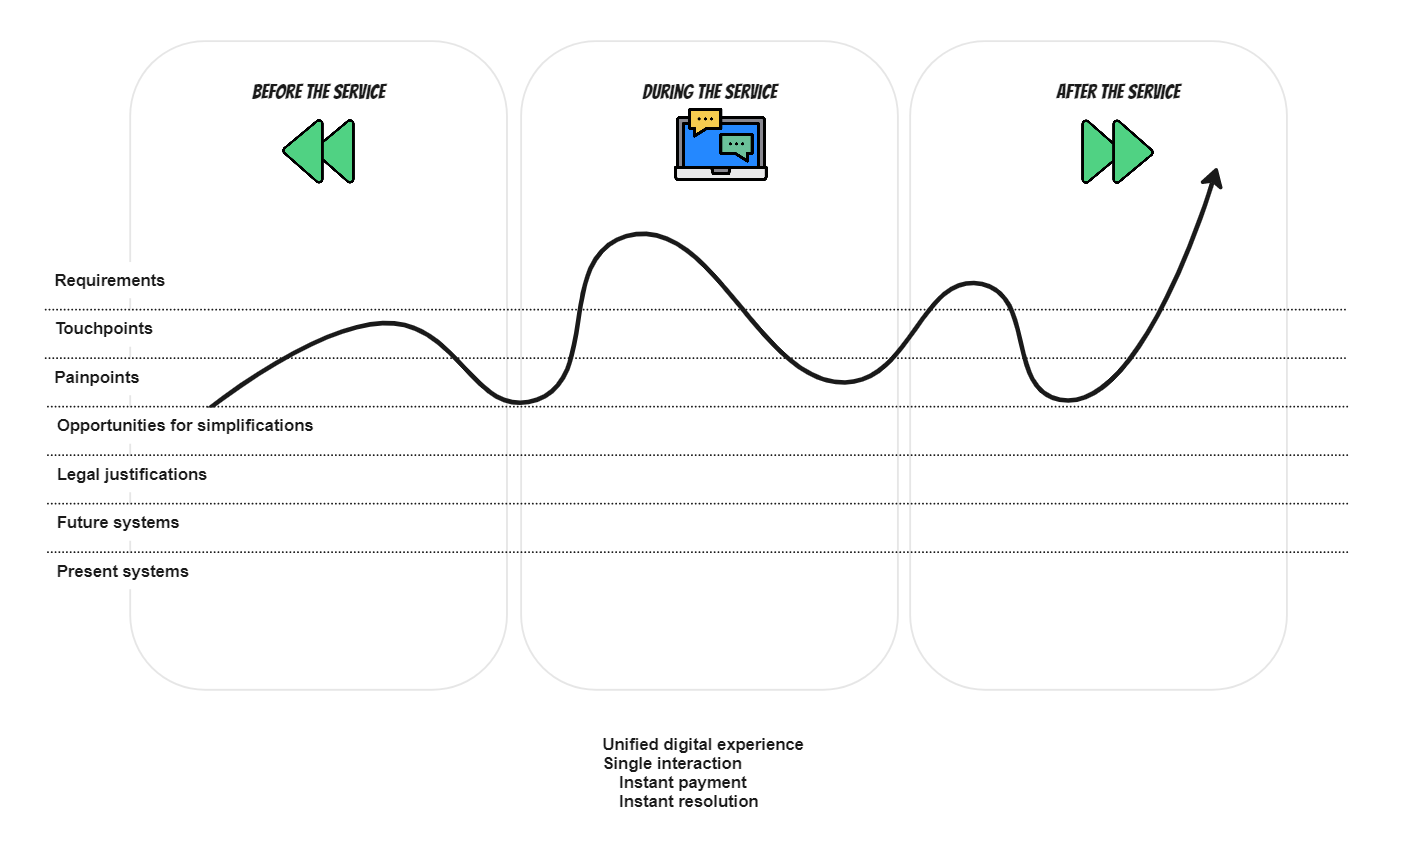 BEFORE THE SERVICE
DURING THE SERVICE
AFTER THE SERVICE
Requirements
Touchpoints
Painpoints
Opportunities for simplifications
Legal justifications
Future systems
Present systems
Unified digital experience
Single interaction
Instant payment
Instant resolution